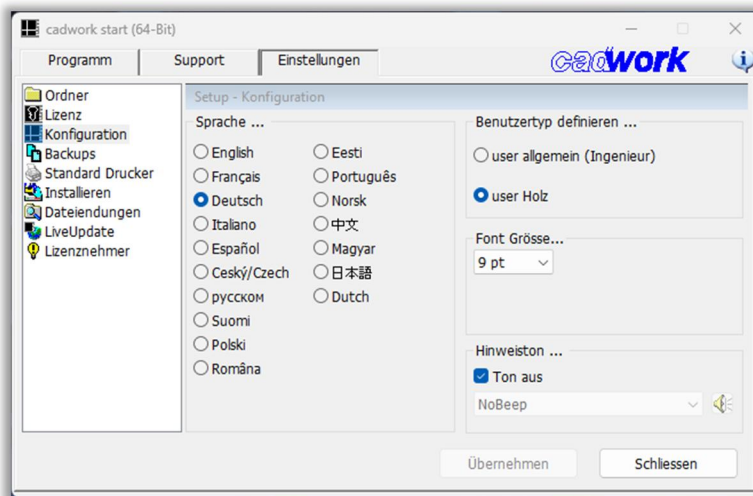 cadwork start (64-Bit)
Programm
Support
Einstellungen
cadwork
Ordner
Lizenz
Konfiguration
Backups
Standard Drucker
Installieren
Dateiendungen
LiveUpdate
Lizenznehmer
Setup - Konfiguration
Sprache ...
English
Français
Deutsch
Italiano
Español
Ceský/Czech
русском
Suomi
Polski
Româna
Eesti
Português
Norsk
中文
Magyar
日本語
Dutch
Benutzertyp definieren ...
user allgemein (Ingenieur)
user Holz
Font Grösse...
9 pt
Hinweiston ...
Ton aus
NoBeep
Übernehmen
Schliessen